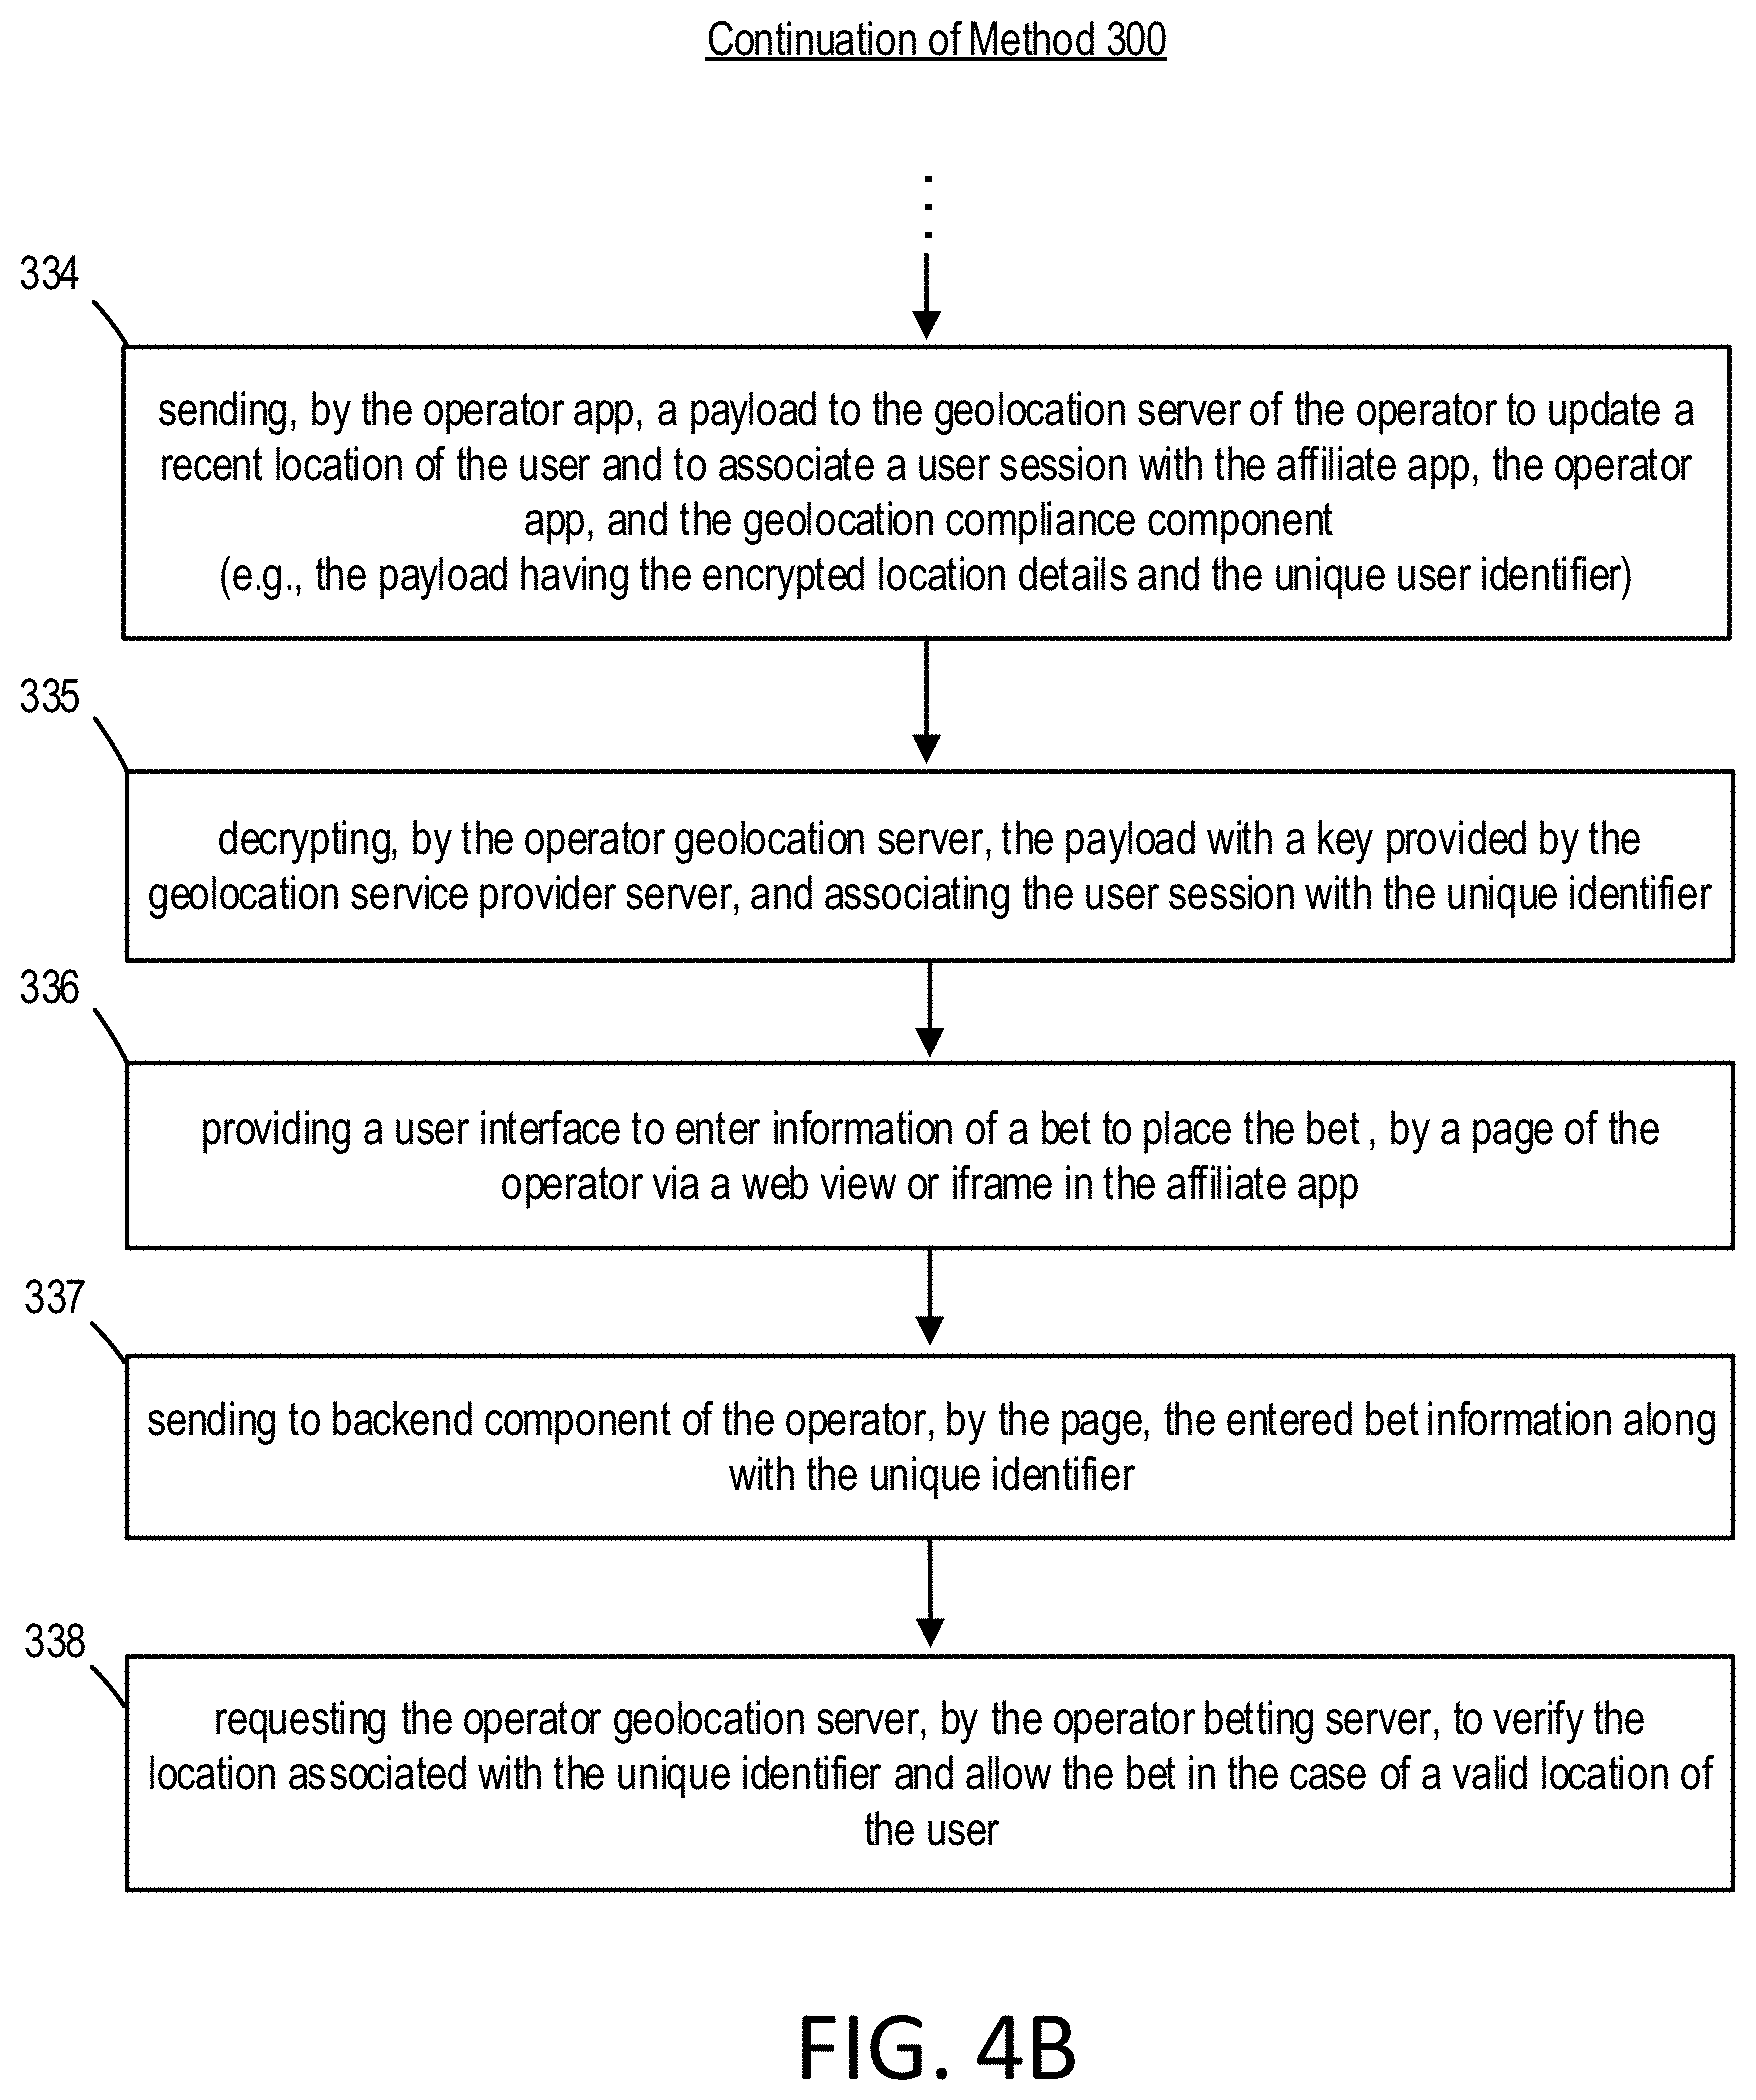 Continuation of Method 300
334
sending, by the operator app, a payload to the geolocation server of the operator to update a
recent location of the user and to associate a user session with the affiliate app, the operator
app, and the geolocation compliance component
(e.g., the payload having the encrypted location details and the unique user identifier)
335
decrypting, by the operator geolocation server, the payload with a key provided by the
geolocation service provider server, and associating the user session with the unique identifier
336
providing a user interface to enter information of a bet to place the bet , by a page of the
operator via a web view or iframe in the affiliate app
337
sending to backend component of the operator, by the page, the entered bet information along
with the unique identifier
338
requesting the operator geolocation server, by the operator betting server, to verify the
location associated with the unique identifier and allow the bet in the case of a valid location of
the user
FIG. 4B